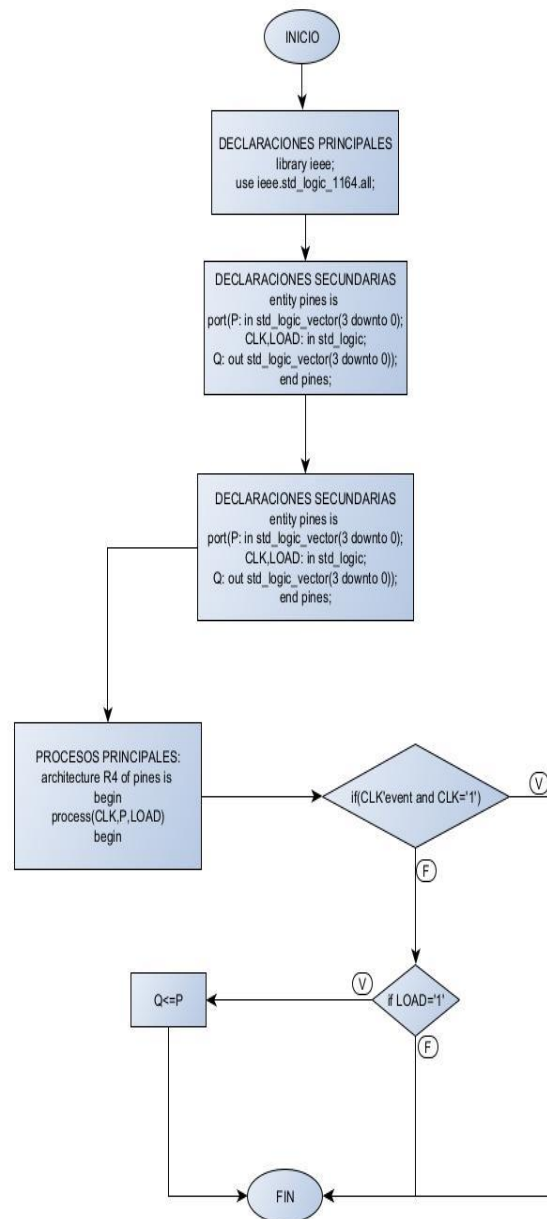 INICIO
DECLARACIONES PRINCIPALES
library ieee;
use ieee.std_logic_1164.all;
DECLARACIONES SECUNDARIAS
entity pines is
port(P: in std_logic_vector(3 downto 0);
CLK,LOAD: in std_logic;
Q: out std_logic_vector(3 downto 0));
end pines;
DECLARACIONES SECUNDARIAS
entity pines is
port(P: in std_logic_vector(3 downto 0);
CLK,LOAD: in std_logic;
Q: out std_logic_vector(3 downto 0));
end pines;
PROCESOS PRINCIPALES:
architecture R4 of pines is
begin
process(CLK,P,LOAD)
begin
if(CLK'event and CLK='1')
V
F
if LOAD='1'
V
F
Q<=P
FIN